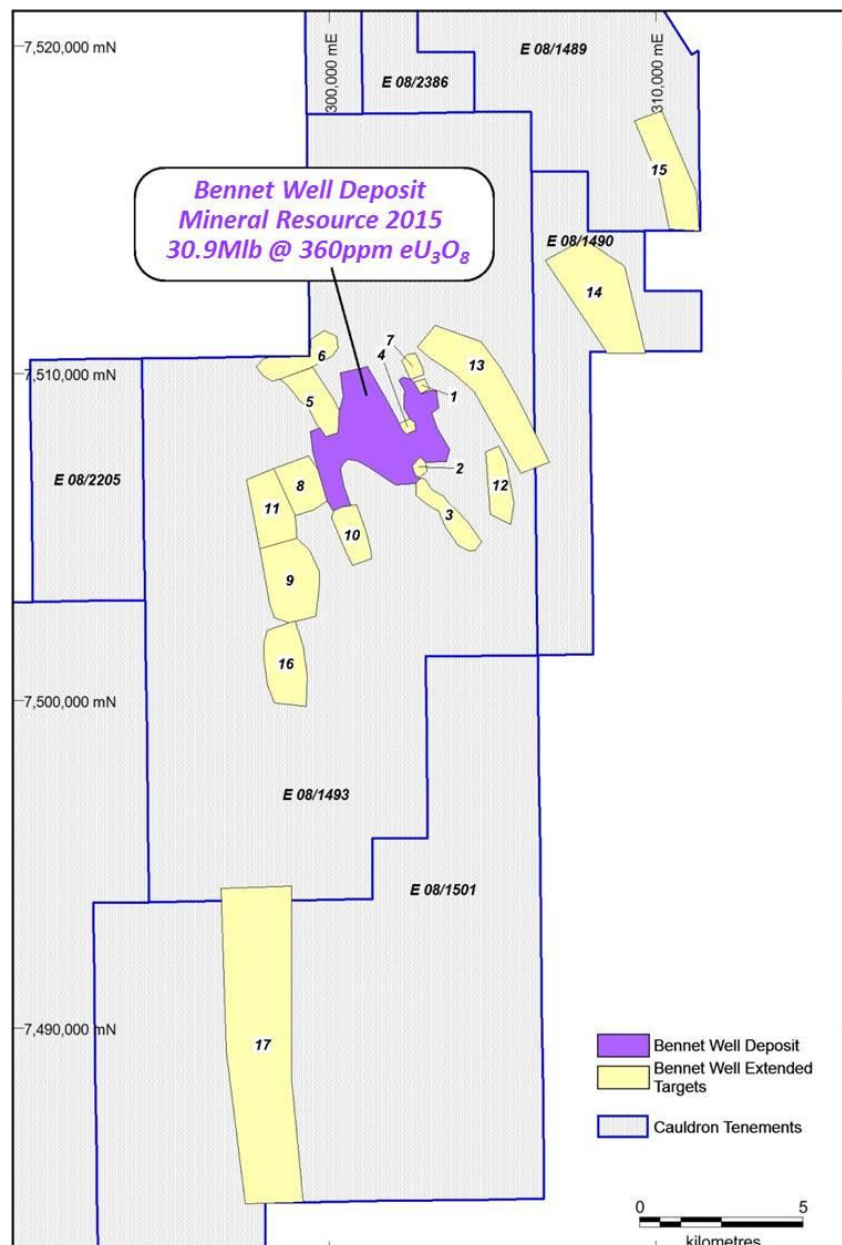 7,520,000 mN
300,000 mE
310,000 mE
E 08/1489
E 08/2386
15
Bennet Well Deposit
Mineral Resource 2015
30.9Mlb @ 360ppm eU₃O₈
E 08/1490
14
7
4
6
13
7,510,000 mN
1
5
2
E 08/2205
8
12
11
3
10
9
16
7,500,000 mN
E 08/1493
E 08/1501
7,490,000 mN
17
Bennet Well Deposit
Bennet Well Extended
Targets
Cauldron Tenements
0 5
kilometres